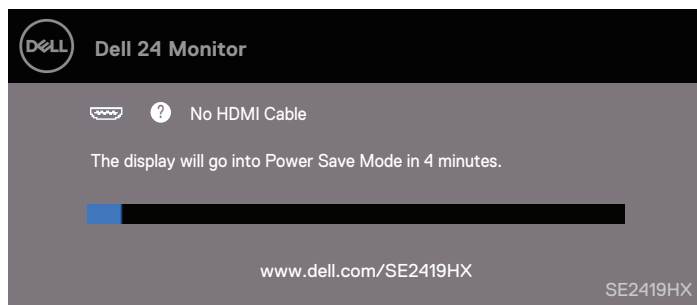 DELL
Dell 24 Monitor
? No HDMI Cable
The display will go into Power Save Mode in 4 minutes.
www.dell.com/SE2419HX
SE2419HX